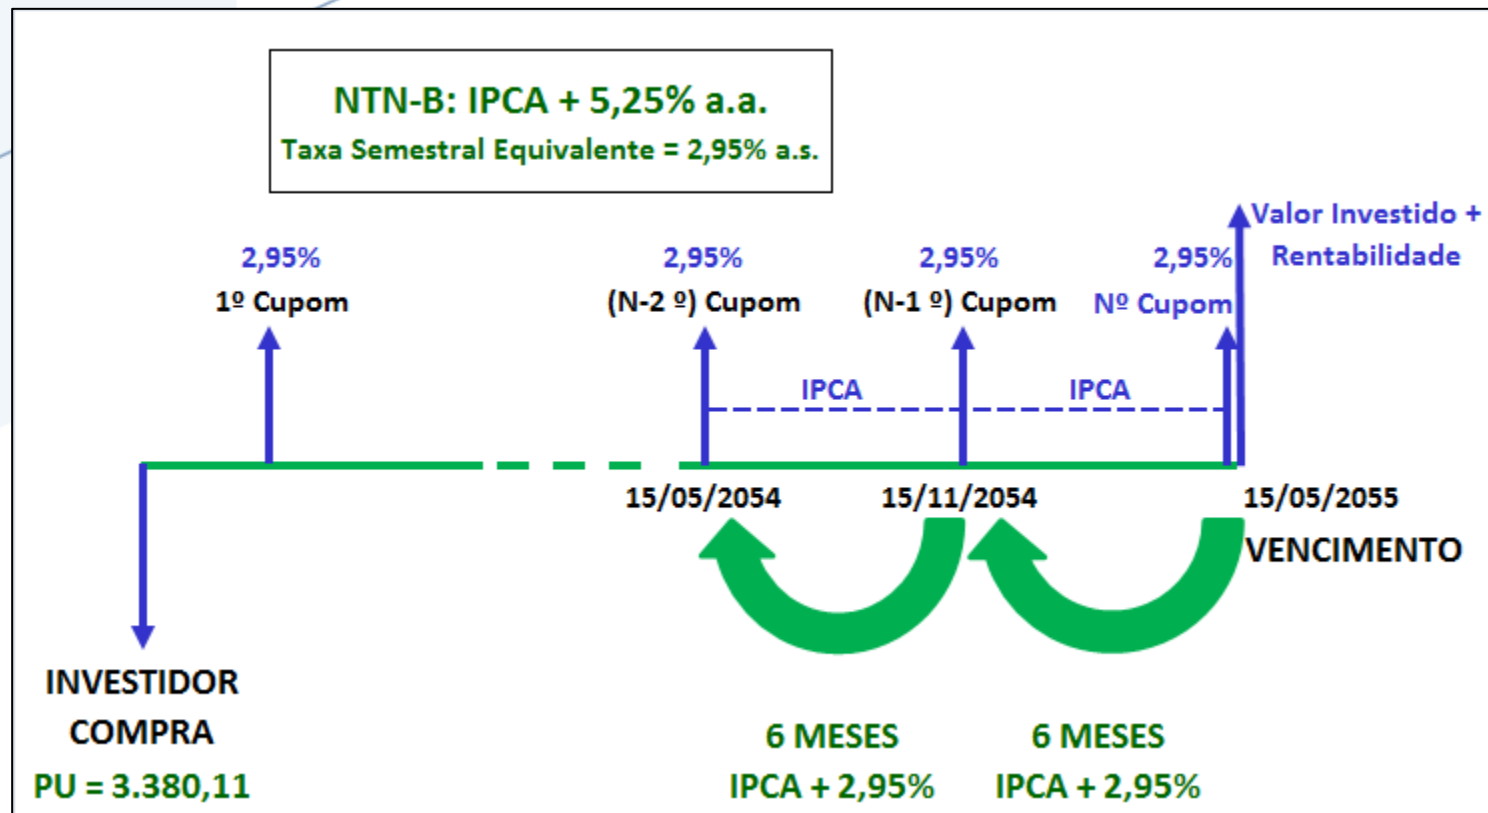 NTN-B: IPCA + 5,25% a.a.
Taxa Semestral Equivalente = 2,95% a.s.
Valor Investido +
Rentabilidade
2,95%
1º Cupom
2,95%
(N-2 º) Cupom
2,95%
(N-1 º) Cupom
2,95%
Nº Cupom
IPCA
IPCA
15/05/2054
15/11/2054
15/05/2055
VENCIMENTO
INVESTIDOR
COMPRA
PU = 3.380,11
6 MESES
IPCA + 2,95%
6 MESES
IPCA + 2,95%